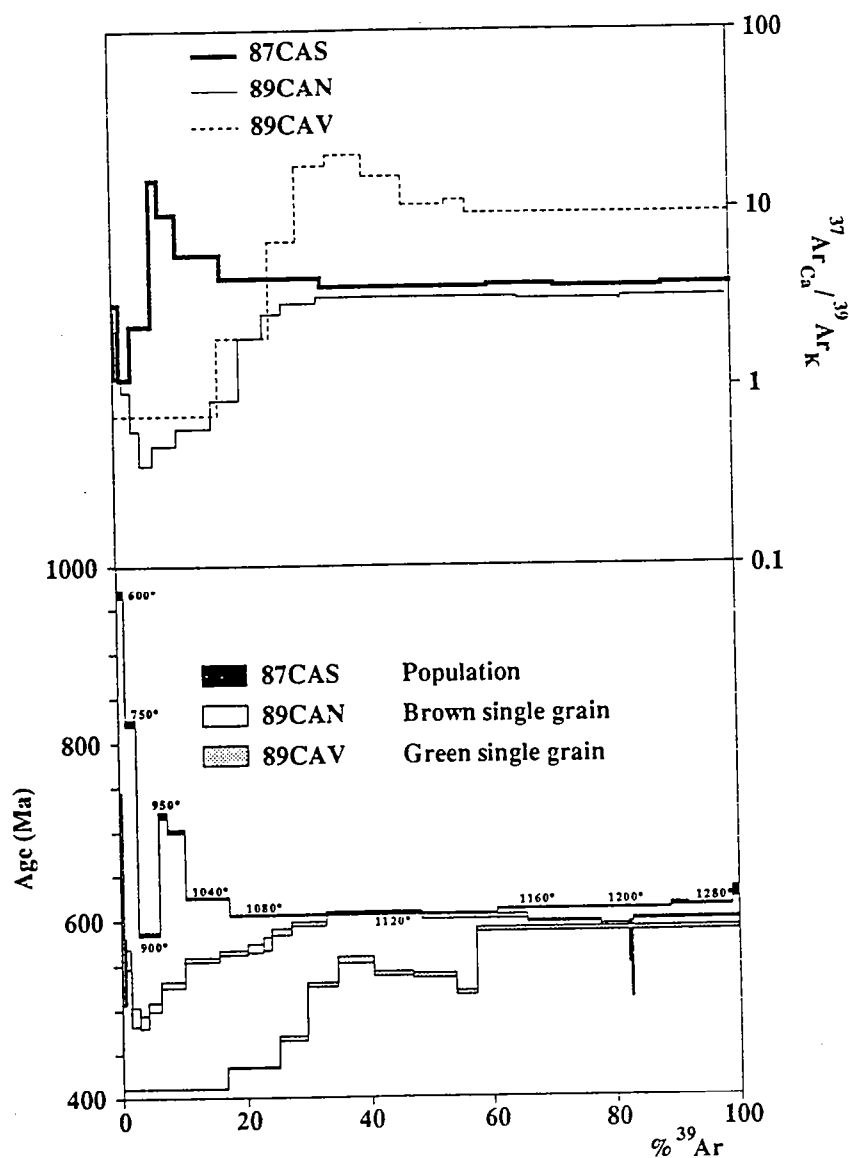 100
87CAS
89CAN
89CAV
10
37ArCa/39ArK
1
0.1
1000
600°
87CAS Population
750°
89CAN Brown single grain
800
89CAV Green single grain
950°
Age (Ma)
1040°
1080°
1160°
1200°
1280°
1120°
600
900°
400
0 20 40 60 80 100
% 39Ar